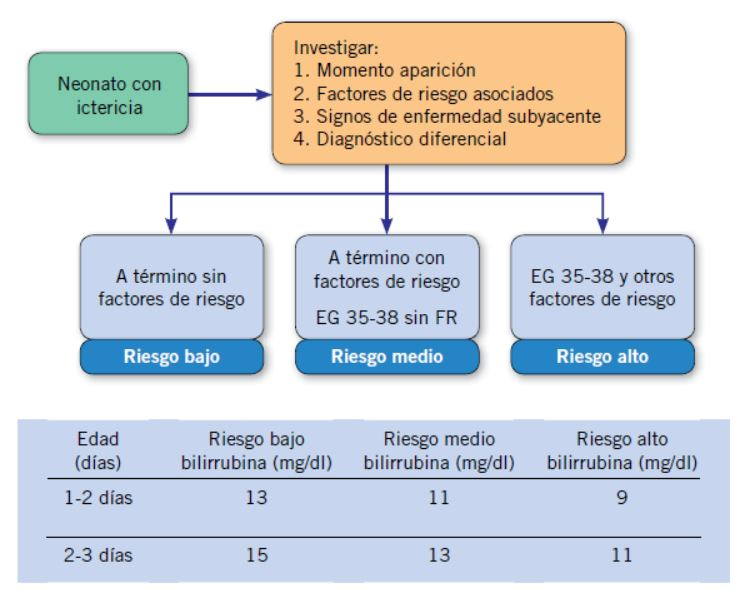 Neonato con
ictericia
Investigar:
1. Momento aparición
2. Factores de riesgo asociados
3. Signos de enfermedad subyacente
4. Diagnóstico diferencial
A término sin
factores de riesgo
Riesgo bajo
A término con
factores de riesgo
EG 35-38 sin FR
Riesgo medio
EG 35-38 y otros
factores de riesgo
Riesgo alto
Edad
(días)
Riesgo bajo
bilirrubina (mg/dl)
Riesgo medio
bilirrubina (mg/dl)
Riesgo alto
bilirrubina (mg/dl)
1-2 días 13 11 9
2-3 días 15 13 11